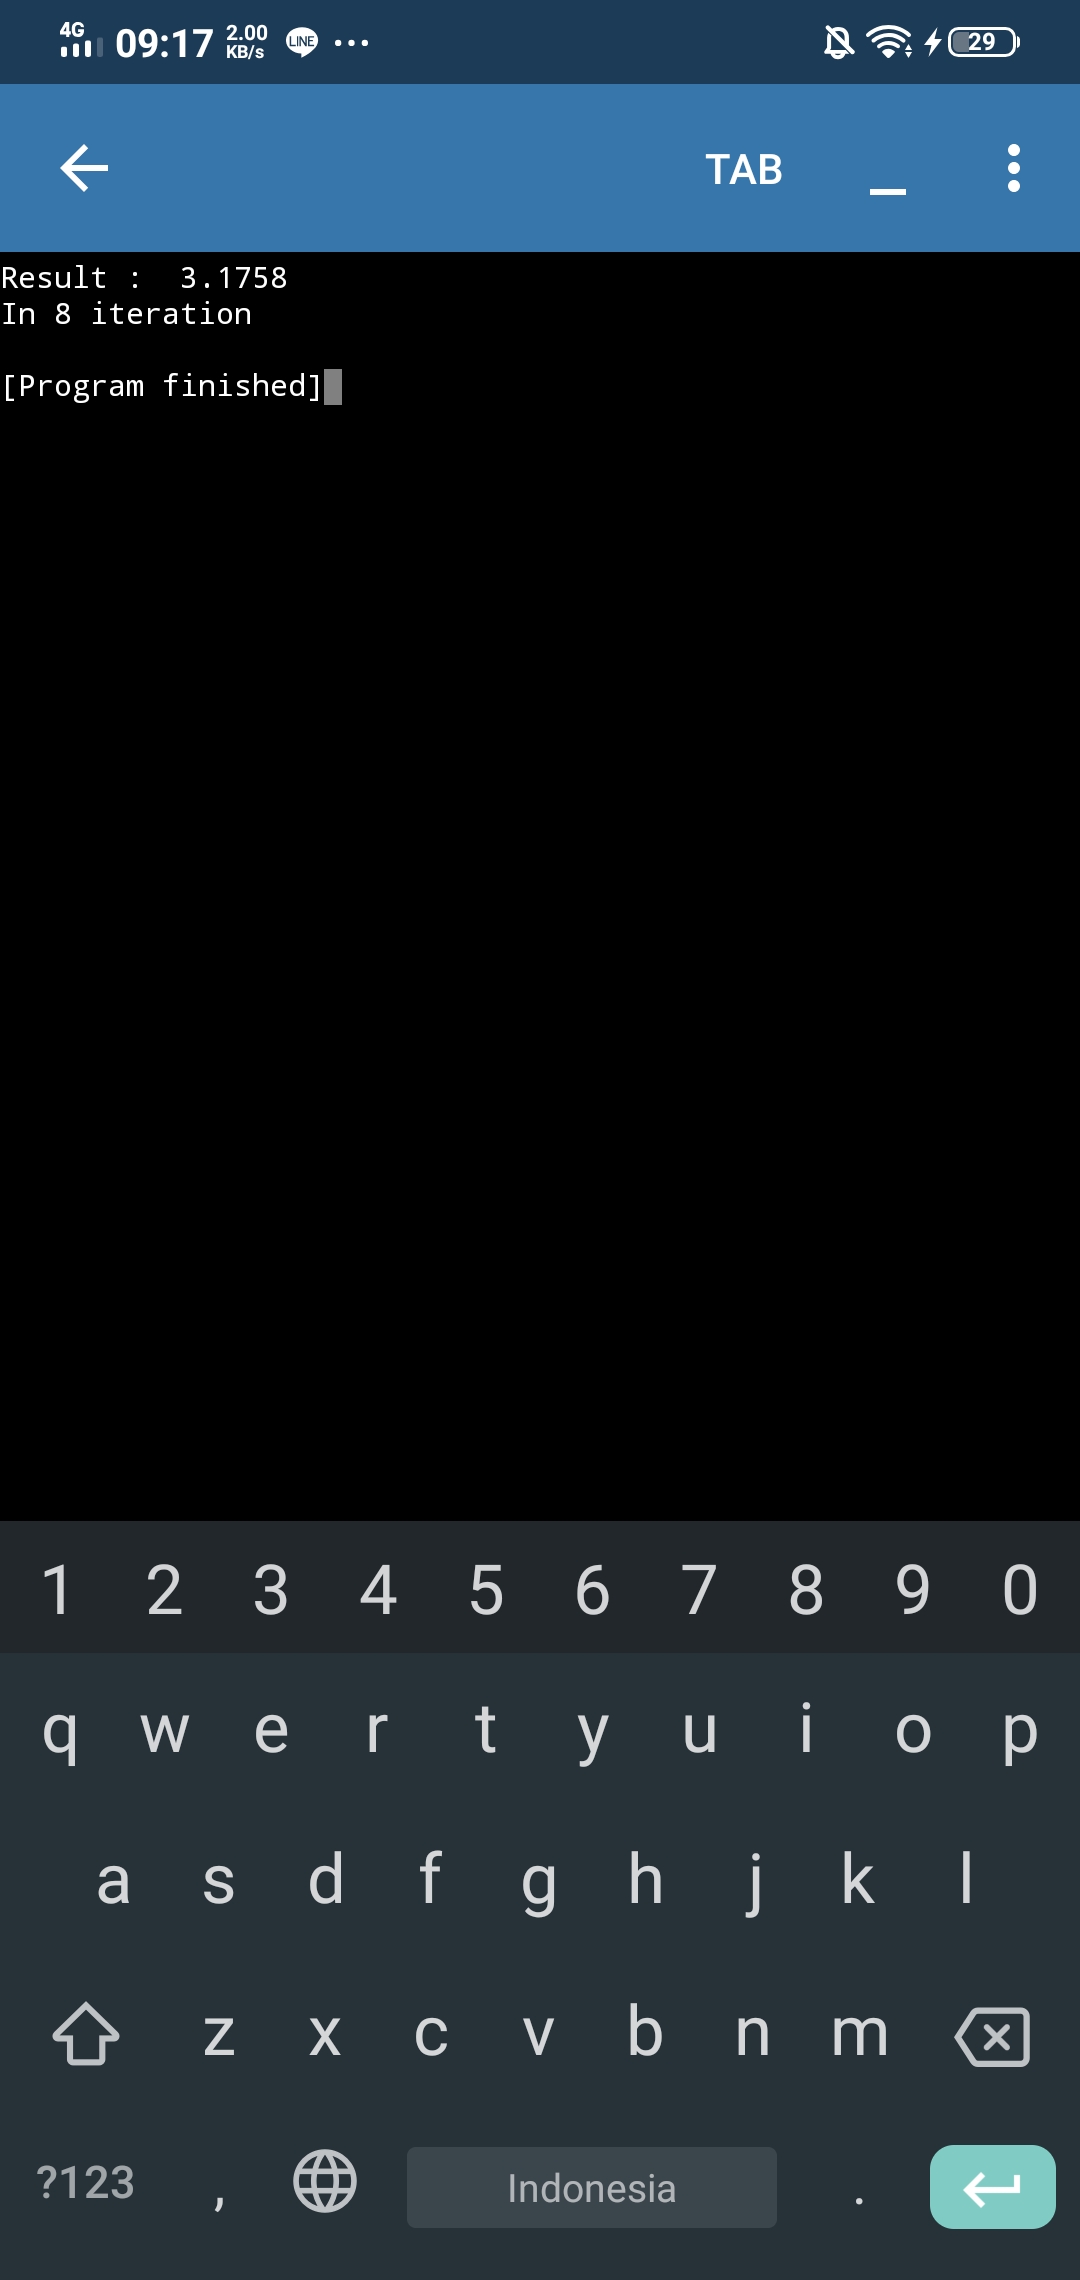 4G 09:17 2.00 KB/s LINE ... 29
TAB _
Result :  3.1758
In 8 iteration
[Program finished]
1 2 3 4 5 6 7 8 9 0
q w e r t y u i o p
a s d f g h j k l
z x c v b n m
?123 , Indonesia .